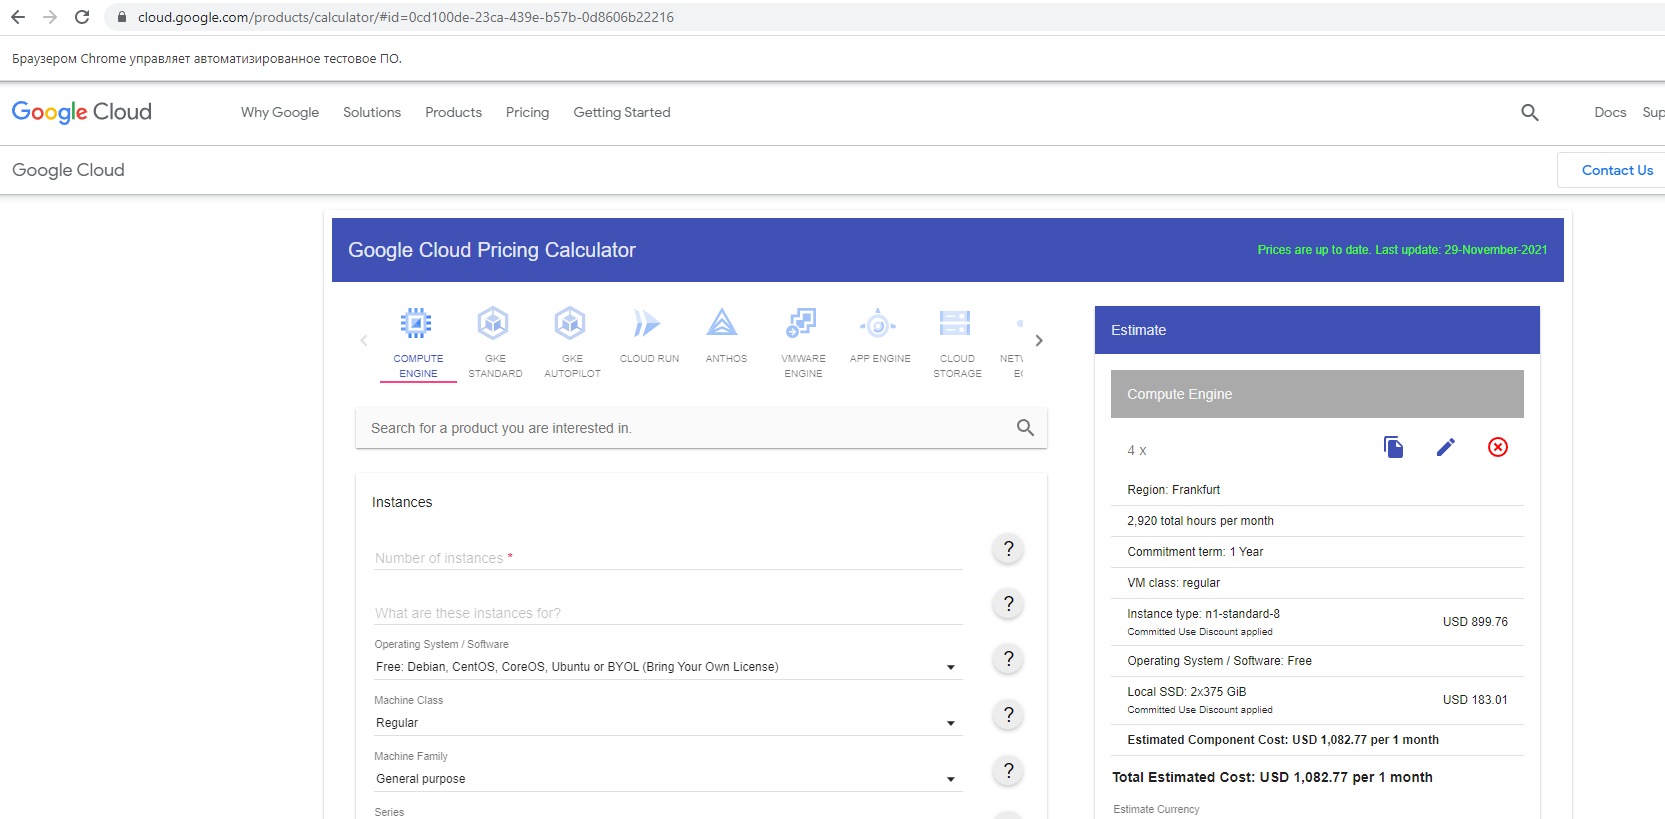 cloud.google.com/products/calculator/#id=0cd100de-23ca-439e-b57b-0d8606b22216
Браузером Chrome управляет автоматизированное тестовое ПО.
Google Cloud
Why Google
Solutions
Products
Pricing
Getting Started
Docs
Sup
Google Cloud
Contact Us
Google Cloud Pricing Calculator
Prices are up to date. Last update: 29-November-2021
COMPUTE
ENGINE
GKE
STANDARD
GKE
AUTOPILOT
CLOUD RUN
ANTHOS
VMWARE
ENGINE
APP ENGINE
CLOUD
STORAGE
Search for a product you are interested in.
Instances
Number of instances *
?
What are these instances for?
?
Operating System / Software
Free: Debian, CentOS, CoreOS, Ubuntu or BYOL (Bring Your Own License)
?
Machine Class
Regular
?
Machine Family
General purpose
?
Series
Estimate
Compute Engine
4 x
Region: Frankfurt
2,920 total hours per month
Commitment term: 1 Year
VM class: regular
Instance type: n1-standard-8
Committed Use Discount applied
USD 899.76
Operating System / Software: Free
Local SSD: 2x375 GiB
Committed Use Discount applied
USD 183.01
Estimated Component Cost: USD 1,082.77 per 1 month
Total Estimated Cost: USD 1,082.77 per 1 month
Estimate Currency